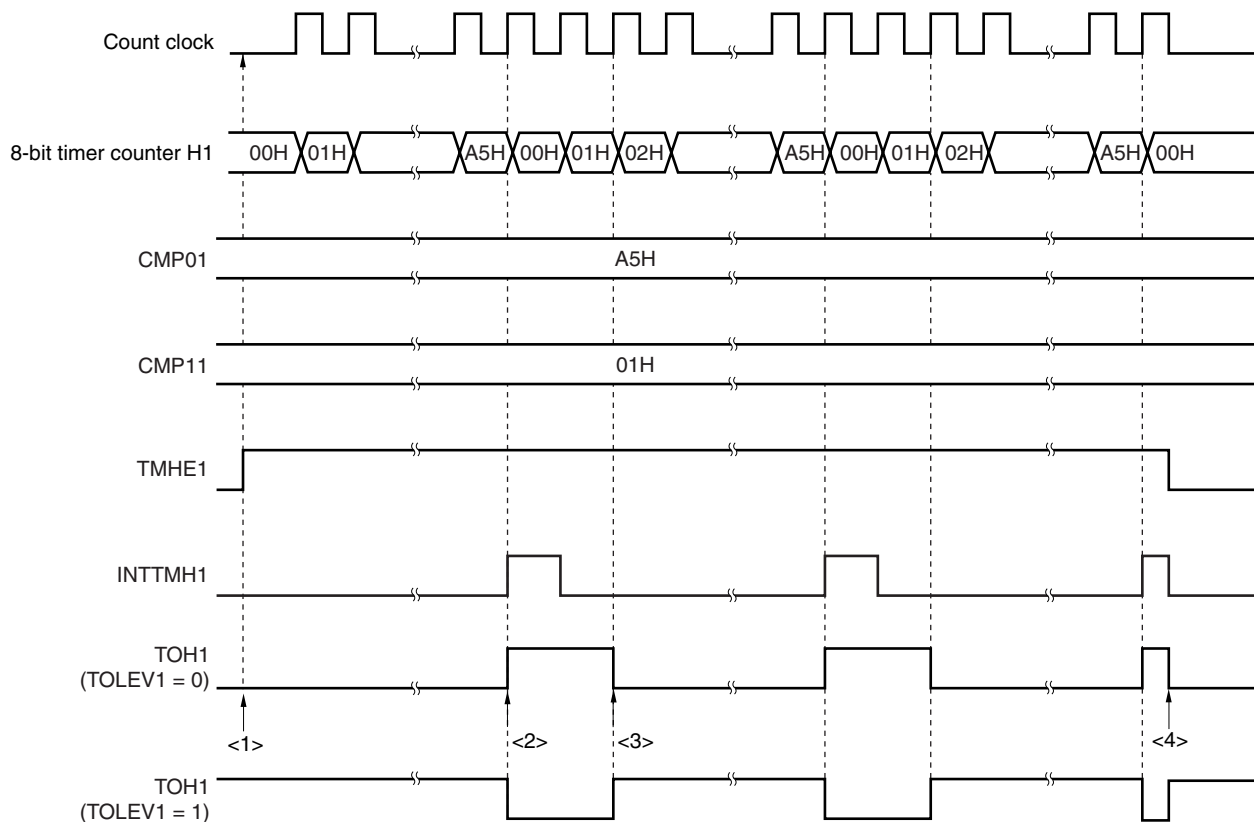 Count clock
8-bit timer counter H1
00H 01H A5H 00H 01H 02H A5H 00H 01H 02H A5H 00H
CMP01
A5H
CMP11
01H
TMHE1
INTTMH1
TOH1
(TOLEV1 = 0)
<1> <2> <3> <4>
TOH1
(TOLEV1 = 1)